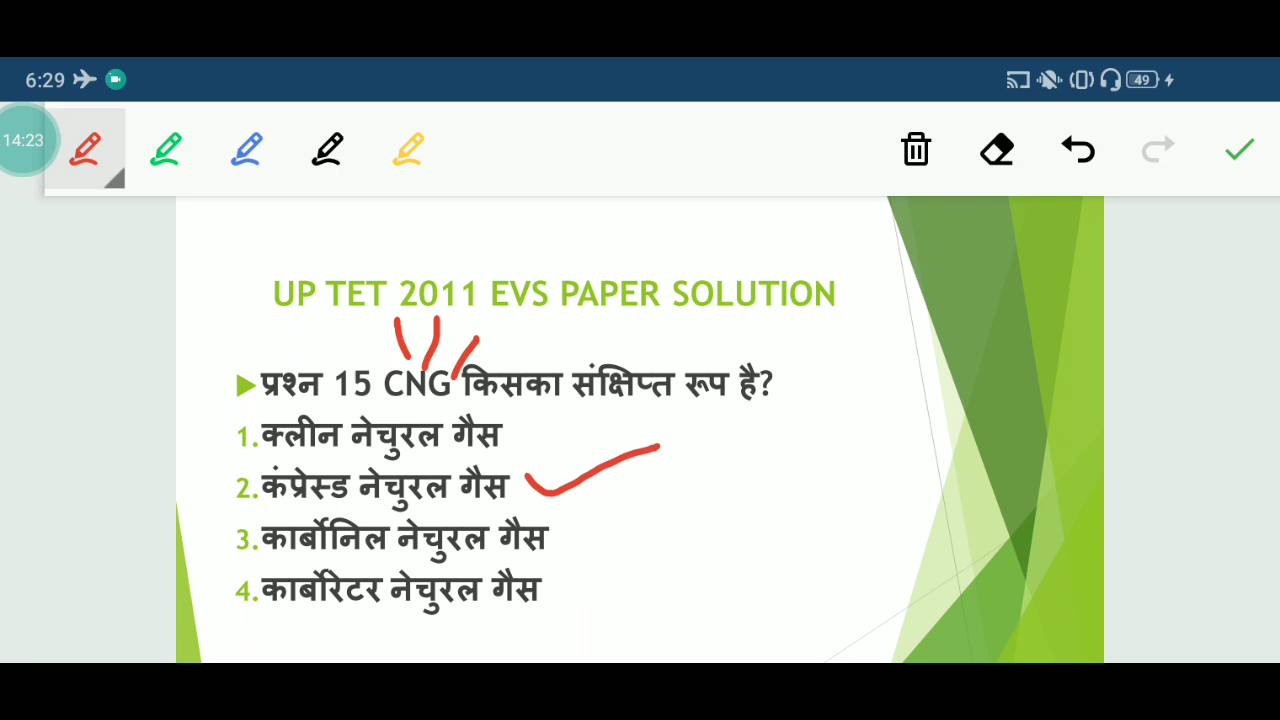 6:29
49
14:23
UP TET 2011 EVS PAPER SOLUTION
प्रश्न 15 CNG किसका संक्षिप्त रूप है?
1.क्लीन नेचुरल गैस
2.कंप्रेस्ड नेचुरल गैस
3.कार्बोनिल नेचुरल गैस
4.कार्बोरेटर नेचुरल गैस